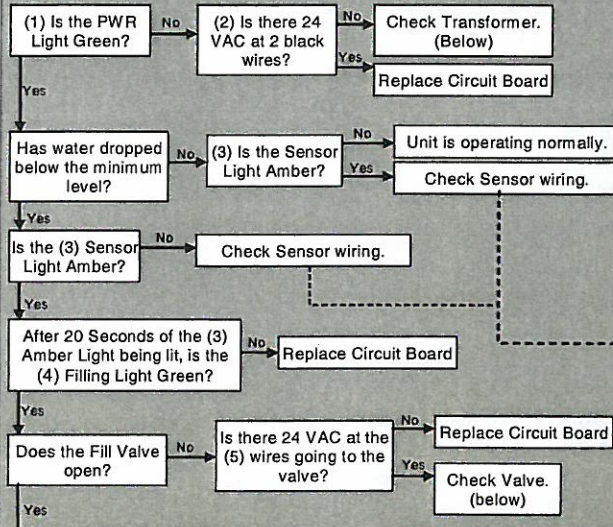 (1) Is the PWR
Light Green?
No
(2) Is there 24
VAC at 2 black
wires?
No
Check Transformer.
(Below)
Yes
Replace Circuit Board
Yes
Has water dropped
below the minimum
level?
No
(3) Is the Sensor
Light Amber?
No
Unit is operating normally.
Yes
Check Sensor wiring.
Yes
Is the (3) Sensor
Light Amber?
No
Check Sensor wiring.
Yes
After 20 Seconds of the (3)
Amber Light being lit, is the
(4) Filling Light Green?
No
Replace Circuit Board
Yes
Does the Fill Valve
open?
No
Is there 24 VAC at the
(5) wires going to the
valve?
No
Replace Circuit Board
Yes
Check Valve.
(below)
Yes